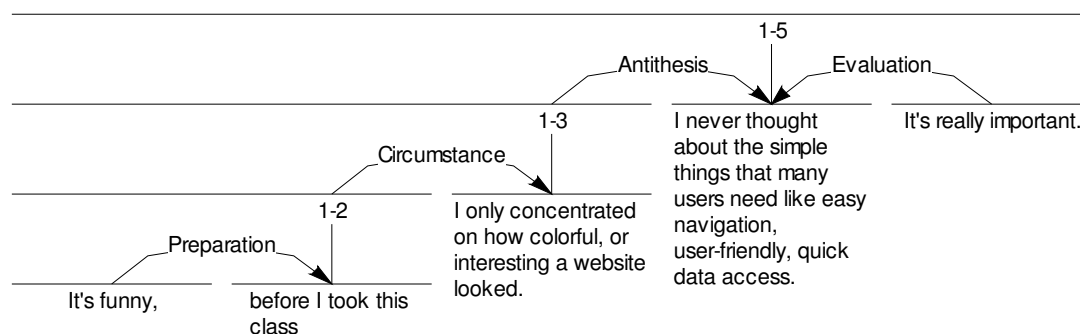 1-5
Antithesis
Evaluation
1-3
I never thought
about the simple
things that many
users need like easy
navigation,
user-friendly, quick
data access.
It's really important.
Circumstance
1-2
I only concentrated
on how colorful, or
interesting a website
looked.
Preparation
It's funny,
before I took this
class